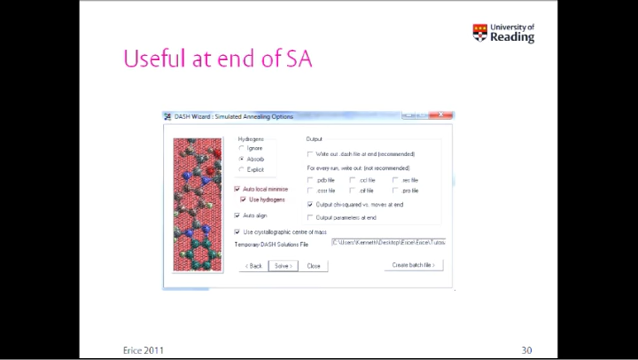 University of
Reading
Useful at end of SA
DASH Wizard : Simulated Annealing Options
Hydrogens
Ignore
Absorb
Explicit
Auto local minimise
Use hydrogens
Auto align
Use crystallographic centre of mass
Output
Write out .dash file at end (recommended)
For every run, write out: (not recommended)
.pdb file
.ccl file
.res file
.cssr file
.cif file
.pro file
Output chi-squared vs. moves at end
Output parameters at end
Temporary DASH Solutions File
< Back
Solve >
Close
Create batch file >
Erice 2011
30